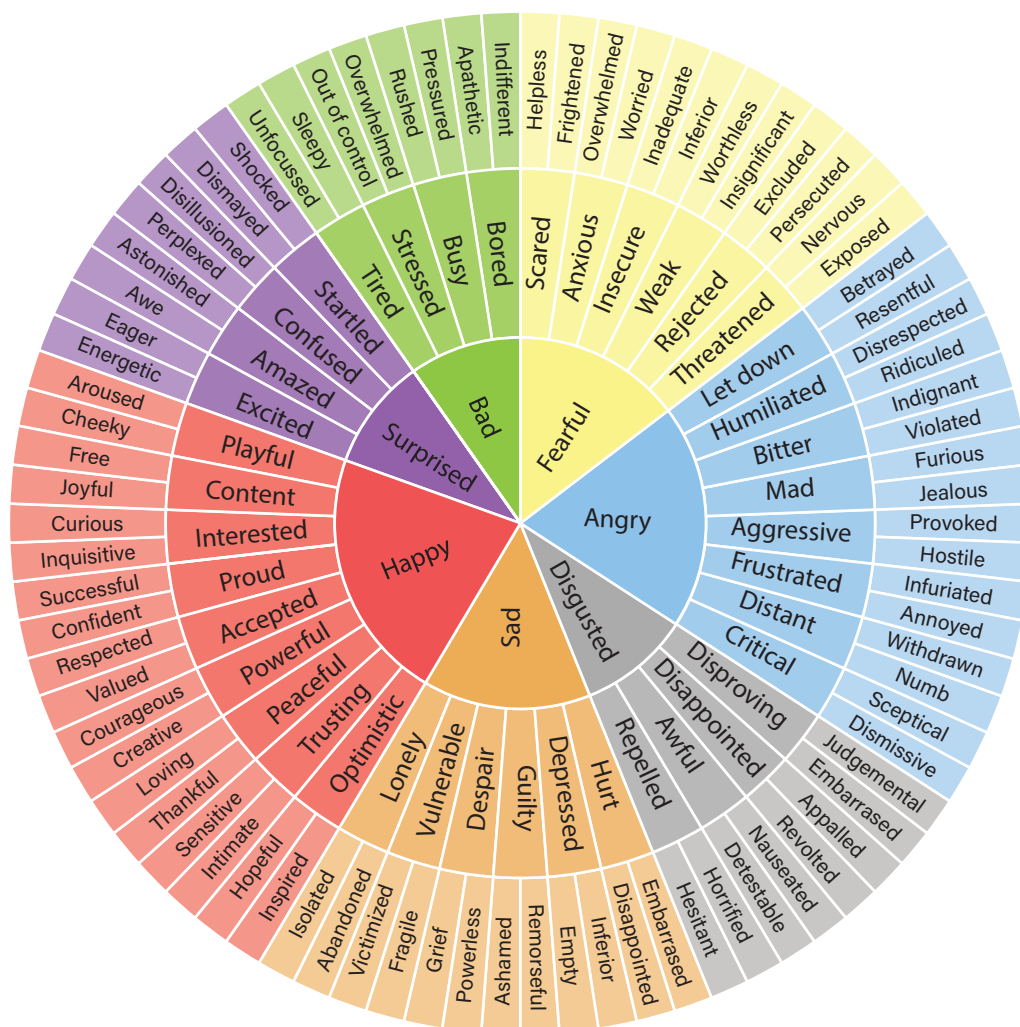 Fearful
Angry
Disgusted
Sad
Happy
Surprised
Bad
Scared
Anxious
Insecure
Weak
Rejected
Threatened
Let down
Humiliated
Bitter
Mad
Aggressive
Frustrated
Distant
Critical
Disproving
Disappointed
Awful
Repelled
Hurt
Depressed
Guilty
Despair
Vulnerable
Lonely
Optimistic
Trusting
Peaceful
Powerful
Accepted
Proud
Interested
Content
Playful
Excited
Amazed
Confused
Startled
Tired
Stressed
Busy
Bored
Helpless
Frightened
Overwhelmed
Worried
Inadequate
Inferior
Worthless
Insignificant
Excluded
Persecuted
Nervous
Exposed
Betrayed
Resentful
Disrespected
Ridiculed
Indignant
Violated
Furious
Jealous
Provoked
Hostile
Infuriated
Annoyed
Withdrawn
Numb
Sceptical
Dismissive
Judgemental
Embarrased
Appalled
Revolted
Nauseated
Detestable
Horrified
Hesitant
Embarrased
Disappointed
Inferior
Empty
Remorseful
Ashamed
Powerless
Grief
Fragile
Victimized
Abandoned
Isolated
Inspired
Hopeful
Intimate
Sensitive
Thankful
Loving
Creative
Courageous
Valued
Respected
Confident
Successful
Inquisitive
Curious
Joyful
Free
Cheeky
Aroused
Energetic
Eager
Awe
Astonished
Perplexed
Disillusioned
Dismayed
Shocked
Unfocussed
Sleepy
Out of control
Overwhelmed
Rushed
Pressured
Apathetic
Indifferent